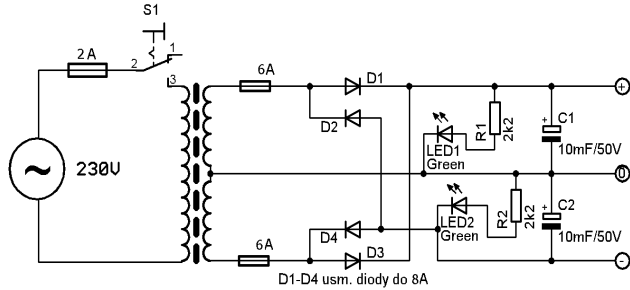 S1
2A
1
2
3
6A
D1
D2
R1
2k2
LED1
Green
+
C1
10mF/50V
+
~
230V
0
LED2
Green
R2
2k2
+
C2
10mF/50V
D4
D3
6A
-
D1-D4 usm. diody do 8A